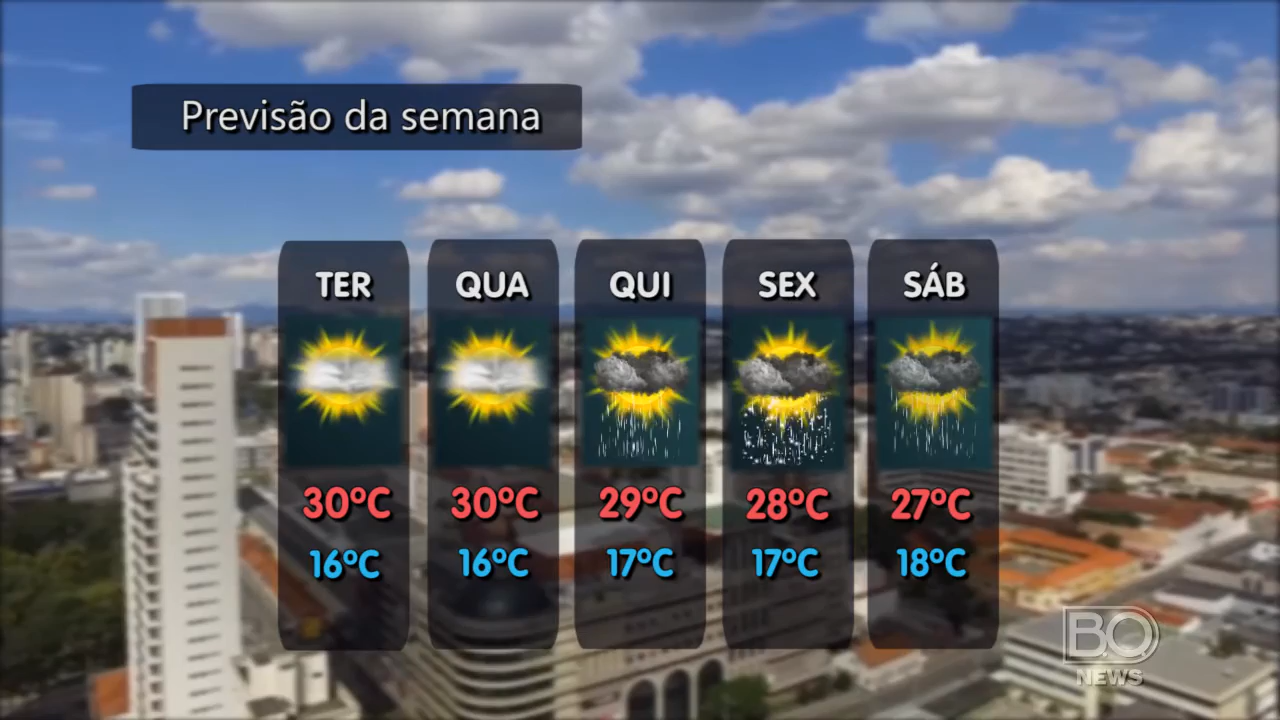 Previsão da semana
TER QUA QUI SEX SÁB
30ºC 30ºC 29ºC 28ºC 27ºC
16ºC 16ºC 17ºC 17ºC 18ºC
BQ
NEWS